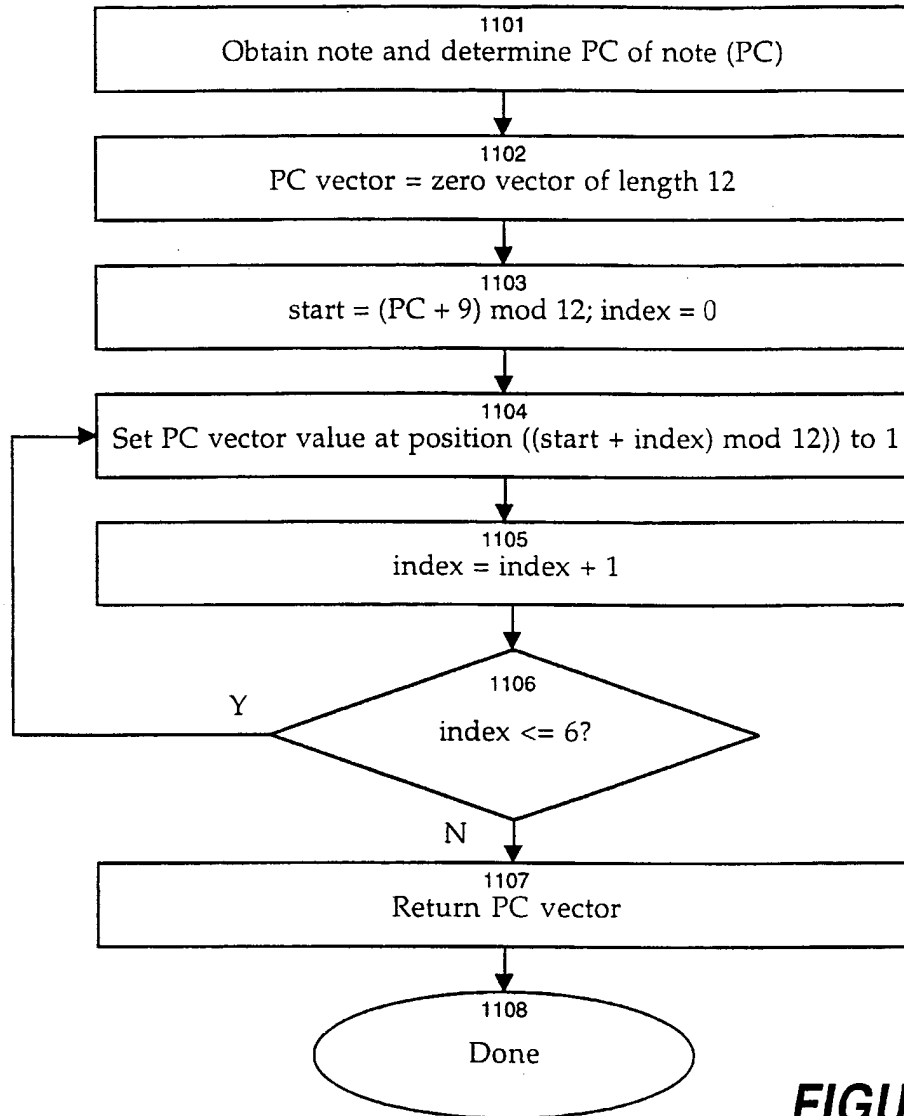 1101
Obtain note and determine PC of note (PC)
1102
PC vector = zero vector of length 12
1103
start = (PC + 9) mod 12; index = 0
1104
Set PC vector value at position ((start + index) mod 12)) to 1
1105
index = index + 1
1106
Y
index <= 6?
N
1107
Return PC vector
1108
Done